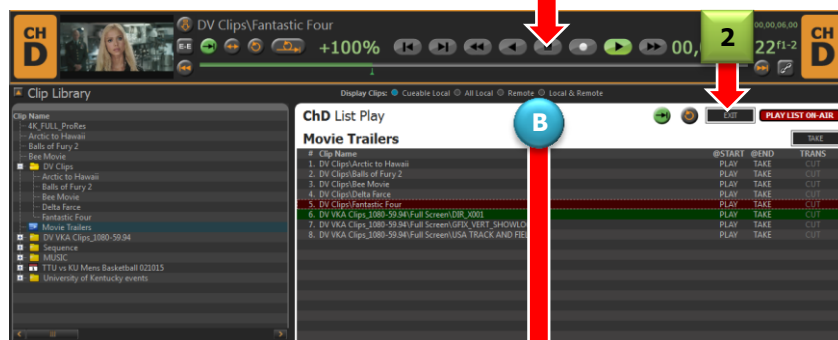 CH
D
DV Clips\Fantastic Four
E-E
+100%
00,
22f1-2
00,00,06,00
CH
D
2
Clip Library
Display Clips: Cueable Local All Local Remote Local & Remote
Clip Name
4K_FULL_ProRes
Arctic to Hawaii
Balls of Fury 2
Bee Movie
DV Clips
Arctic to Hawaii
Balls of Fury 2
Bee Movie
Delta Farce
Fantastic Four
Movie Trailers
DV VKA Clips_1080-59.94
Sequence
MUSIC
TTU vs KU Mens Basketball 021015
University of Kentucky events
ChD List Play
B
EXIT
PLAY LIST ON-AIR
Movie Trailers
TAKE
# Clip Name @START @END TRANS
1. DV Clips\Arctic to Hawaii PLAY TAKE CUT
2. DV Clips\Balls of Fury 2 PLAY TAKE CUT
3. DV Clips\Bee Movie PLAY TAKE CUT
4. DV Clips\Delta Farce PLAY TAKE CUT
5. DV Clips\Fantastic Four PLAY TAKE CUT
6. DV VKA Clips_1080-59.94\Full Screen\DIR_X001 PLAY TAKE CUT
7. DV VKA Clips_1080-59.94\Full Screen\GFIX_VERT_SHOWLO PLAY TAKE CUT
8. DV VKA Clips_1080-59.94\Full Screen\USA TRACK AND FIE PLAY TAKE CUT